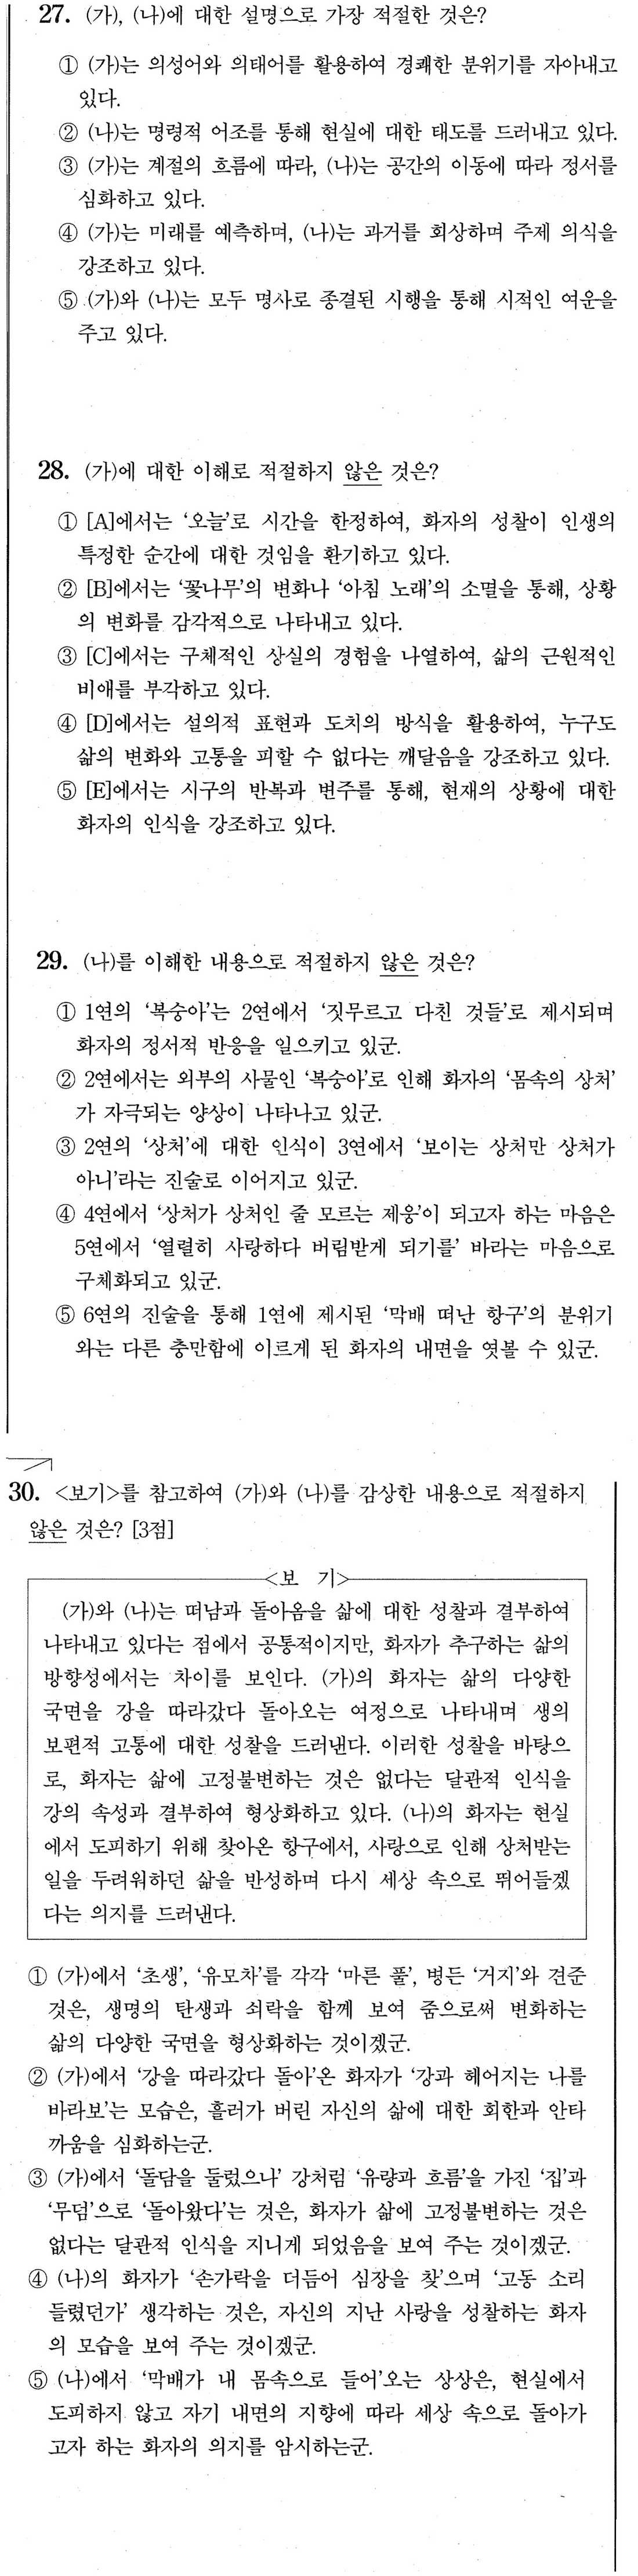 27. (가), (나)에 대한 설명으로 가장 적절한 것은?
① (가)는 의성어와 의태어를 활용하여 경쾌한 분위기를 자아내고
있다.
② (나)는 명령적 어조를 통해 현실에 대한 태도를 드러내고 있다.
③ (가)는 계절의 흐름에 따라, (나)는 공간의 이동에 따라 정서를
심화하고 있다.
④ (가)는 미래를 예측하며, (나)는 과거를 회상하며 주제 의식을
강조하고 있다.
⑤ (가)와 (나)는 모두 명사로 종결된 시행을 통해 시적인 여운을
주고 있다.
28. (가)에 대한 이해로 적절하지 않은 것은?
① [A]에서는 ‘오늘’로 시간을 한정하여, 화자의 성찰이 인생의
특정한 순간에 대한 것임을 환기하고 있다.
② [B]에서는 ‘꽃나무’의 변화나 ‘아침 노래’의 소멸을 통해, 상황
의 변화를 감각적으로 나타내고 있다.
③ [C]에서는 구체적인 상실의 경험을 나열하여, 삶의 근원적인
비애를 부각하고 있다.
④ [D]에서는 설의적 표현과 도치의 방식을 활용하여, 누구도
삶의 변화와 고통을 피할 수 없다는 깨달음을 강조하고 있다.
⑤ [E]에서는 시구의 반복과 변주를 통해, 현재의 상황에 대한
화자의 인식을 강조하고 있다.
29. (나)를 이해한 내용으로 적절하지 않은 것은?
① 1연의 ‘복숭아’는 2연에서 ‘짓무르고 다친 것들’로 제시되며
화자의 정서적 반응을 일으키고 있군.
② 2연에서는 외부의 사물인 ‘복숭아’로 인해 화자의 ‘몸속의 상처’
가 자극되는 양상이 나타나고 있군.
③ 2연의 ‘상처’에 대한 인식이 3연에서 ‘보이는 상처만 상처가
아니’라는 진술로 이어지고 있군.
④ 4연에서 ‘상처가 상처인 줄 모르는 제웅’이 되고자 하는 마음은
5연에서 ‘열렬히 사랑하다 버림받게 되기를’ 바라는 마음으로
구체화되고 있군.
⑤ 6연의 진술을 통해 1연에 제시된 ‘막배 떠난 항구’의 분위기
와는 다른 충만함에 이르게 된 화자의 내면을 엿볼 수 있군.
30. <보기>를 참고하여 (가)와 (나)를 감상한 내용으로 적절하지
않은 것은? [3점]
<보 기>
(가)와 (나)는 떠남과 돌아옴을 삶에 대한 성찰과 결부하여
나타내고 있다는 점에서 공통적이지만, 화자가 추구하는 삶의
방향성에서는 차이를 보인다. (가)의 화자는 삶의 다양한
국면을 강을 따라갔다 돌아오는 여정으로 나타내며 생의
보편적 고통에 대한 성찰을 드러낸다. 이러한 성찰을 바탕으
로, 화자는 삶에 고정불변하는 것은 없다는 달관적 인식을
강의 속성과 결부하여 형상화하고 있다. (나)의 화자는 현실
에서 도피하기 위해 찾아온 항구에서, 사랑으로 인해 상처받는
일을 두려워하던 삶을 반성하며 다시 세상 속으로 뛰어들겠
다는 의지를 드러낸다.
① (가)에서 ‘초생’, ‘유모차’를 각각 ‘마른 풀’, 병든 ‘거지’와 견준
것은, 생명의 탄생과 쇠락을 함께 보여 줌으로써 변화하는
삶의 다양한 국면을 형상화하는 것이겠군.
② (가)에서 ‘강을 따라갔다 돌아’온 화자가 ‘강과 헤어지는 나를
바라보’는 모습은, 흘러가 버린 자신의 삶에 대한 회한과 안타
까움을 심화하는군.
③ (가)에서 ‘돌담을 둘렀으나’ 강처럼 ‘유량과 흐름’을 가진 ‘집’과
‘무덤’으로 ‘돌아왔다’는 것은, 화자가 삶에 고정불변하는 것은
없다는 달관적 인식을 지니게 되었음을 보여 주는 것이겠군.
④ (나)의 화자가 ‘손가락을 더듬어 심장을 찾’으며 ‘고동 소리
들렸던가’ 생각하는 것은, 자신의 지난 사랑을 성찰하는 화자
의 모습을 보여 주는 것이겠군.
⑤ (나)에서 ‘막배가 내 몸속으로 들어’오는 상상은, 현실에서
도피하지 않고 자기 내면의 지향에 따라 세상 속으로 돌아가
고자 하는 화자의 의지를 암시하는군.